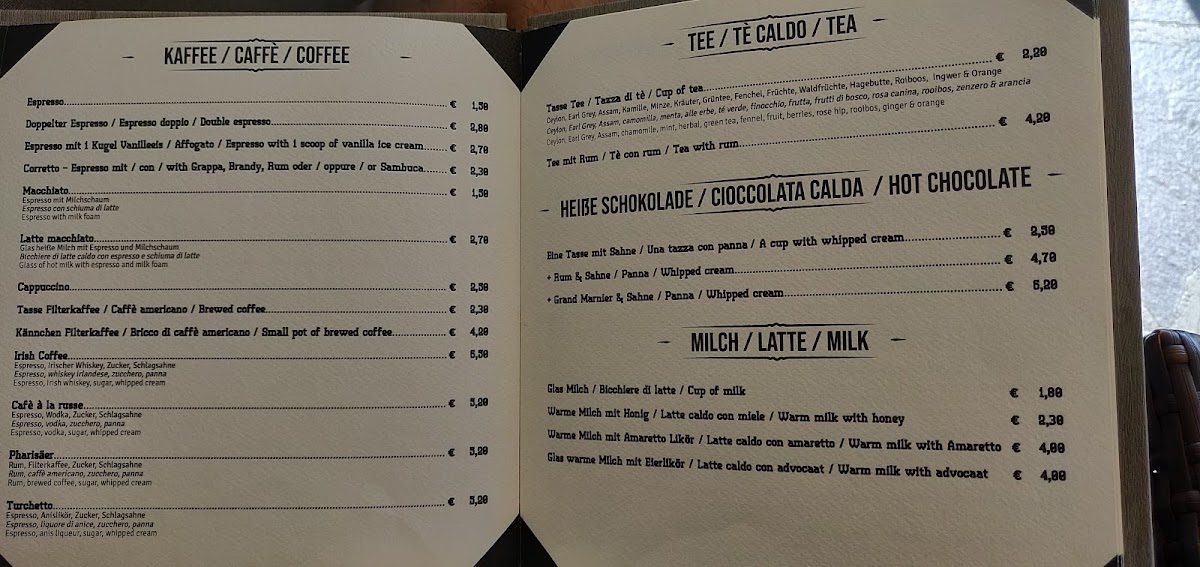 KAFFEE / CAFFÈ / COFFEE
Espresso € 1,50
Doppelter Espresso / Espresso doppio / Double espresso € 2,80
Espresso mit 1 Kugel Vanilleeis / Affogato / Espresso with 1 scoop of vanilla ice cream € 2,70
Corretto - Espresso mit / con / with Grappa, Brandy, Rum oder / oppure / or Sambuca € 2,30
Macchiato € 1,50
Espresso mit Milchschaum
Espresso con schiuma di latte
Espresso with milk foam
Latte macchiato € 2,70
Glas heiße Milch mit Espresso und Milchschaum
Bicchiere di latte caldo con espresso e schiuma di latte
Glass of hot milk with espresso and milk foam
Cappuccino € 2,50
Tasse Filterkaffee / Caffè americano / Brewed coffee € 2,30
Kännchen Filterkaffee / Bricco di caffè americano / Small pot of brewed coffee € 4,20
Irish Coffee € 5,50
Espresso, Irischer Whiskey, Zucker, Schlagsahne
Espresso, whiskey irlandese, zucchero, panna
Espresso, Irish whiskey, sugar, whipped cream
Cafè à la russe € 5,20
Espresso, Wodka, Zucker, Schlagsahne
Espresso, vodka, zucchero, panna
Espresso, vodka, sugar, whipped cream
Pharisäer € 5,20
Rum, Filterkaffee, Zucker, Schlagsahne
Rum, caffè americano, zucchero, panna
Rum, brewed coffee, sugar, whipped cream
Turchetto € 5,20
Espresso, Anislikör, Zucker, Schlagsahne
Espresso, liquore di anice, zucchero, panna
Espresso, anis liqueur, sugar, whipped cream
TEE / TÈ CALDO / TEA
Tasse Tee / Tazza di tè / Cup of tea € 2,20
Ceylon, Earl Grey, Assam, Kamille, Minze, Kräuter, Grüntee, Fenchel, Früchte, Waldfrüchte, Hagebutte, Roiboos, Ingwer & Orange
Ceylon, Earl Grey, Assam, camomilla, menta, alle erbe, tè verde, finocchio, frutta, frutti di bosco, rosa canina, rooibos, zenzero & arancia
Ceylon, Earl Grey, Assam, chamomile, mint, herbal, green tea, fennel, fruit, berries, rose hip, rooibos, ginger & orange
Tee mit Rum / Tè con rum / Tea with rum € 4,20
HEIßE SCHOKOLADE / CIOCCOLATA CALDA / HOT CHOCOLATE
Eine Tasse mit Sahne / Una tazza con panna / A cup with whipped cream € 2,50
+ Rum & Sahne / Panna / Whipped cream € 4,70
+ Grand Marnier & Sahne / Panna / Whipped cream € 5,20
MILCH / LATTE / MILK
Glas Milch / Bicchiere di latte / Cup of milk € 1,80
Warme Milch mit Honig / Latte caldo con miele / Warm milk with honey € 2,30
Warme Milch mit Amaretto Likör / Latte caldo con amaretto / Warm milk with Amaretto € 4,00
Glas warme Milch mit Eierlikör / Latte caldo con advocaat / Warm milk with advocaat € 4,00